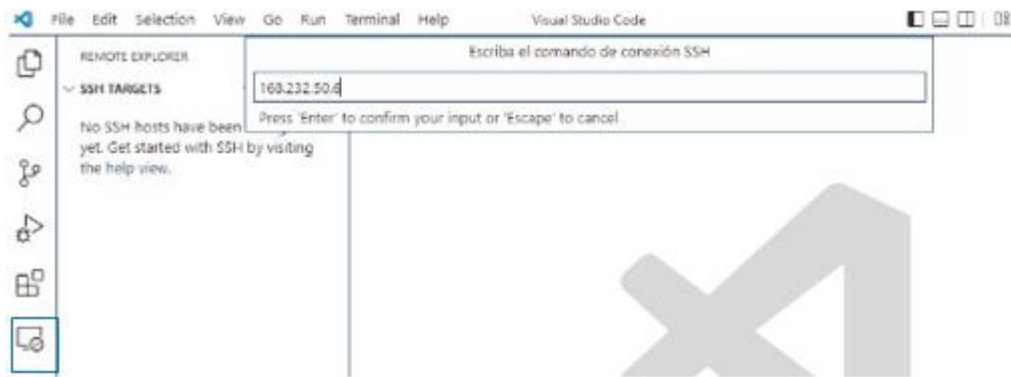 File Edit Selection View Go Run Terminal Help Visual Studio Code
REMOTE EXPLORER
Escriba el comando de conexión SSH
SSH TARGETS
168.232.50.6
Press 'Enter' to confirm your input or 'Escape' to cancel
No SSH hosts have been
yet. Get started with SSH by visiting
the help view.